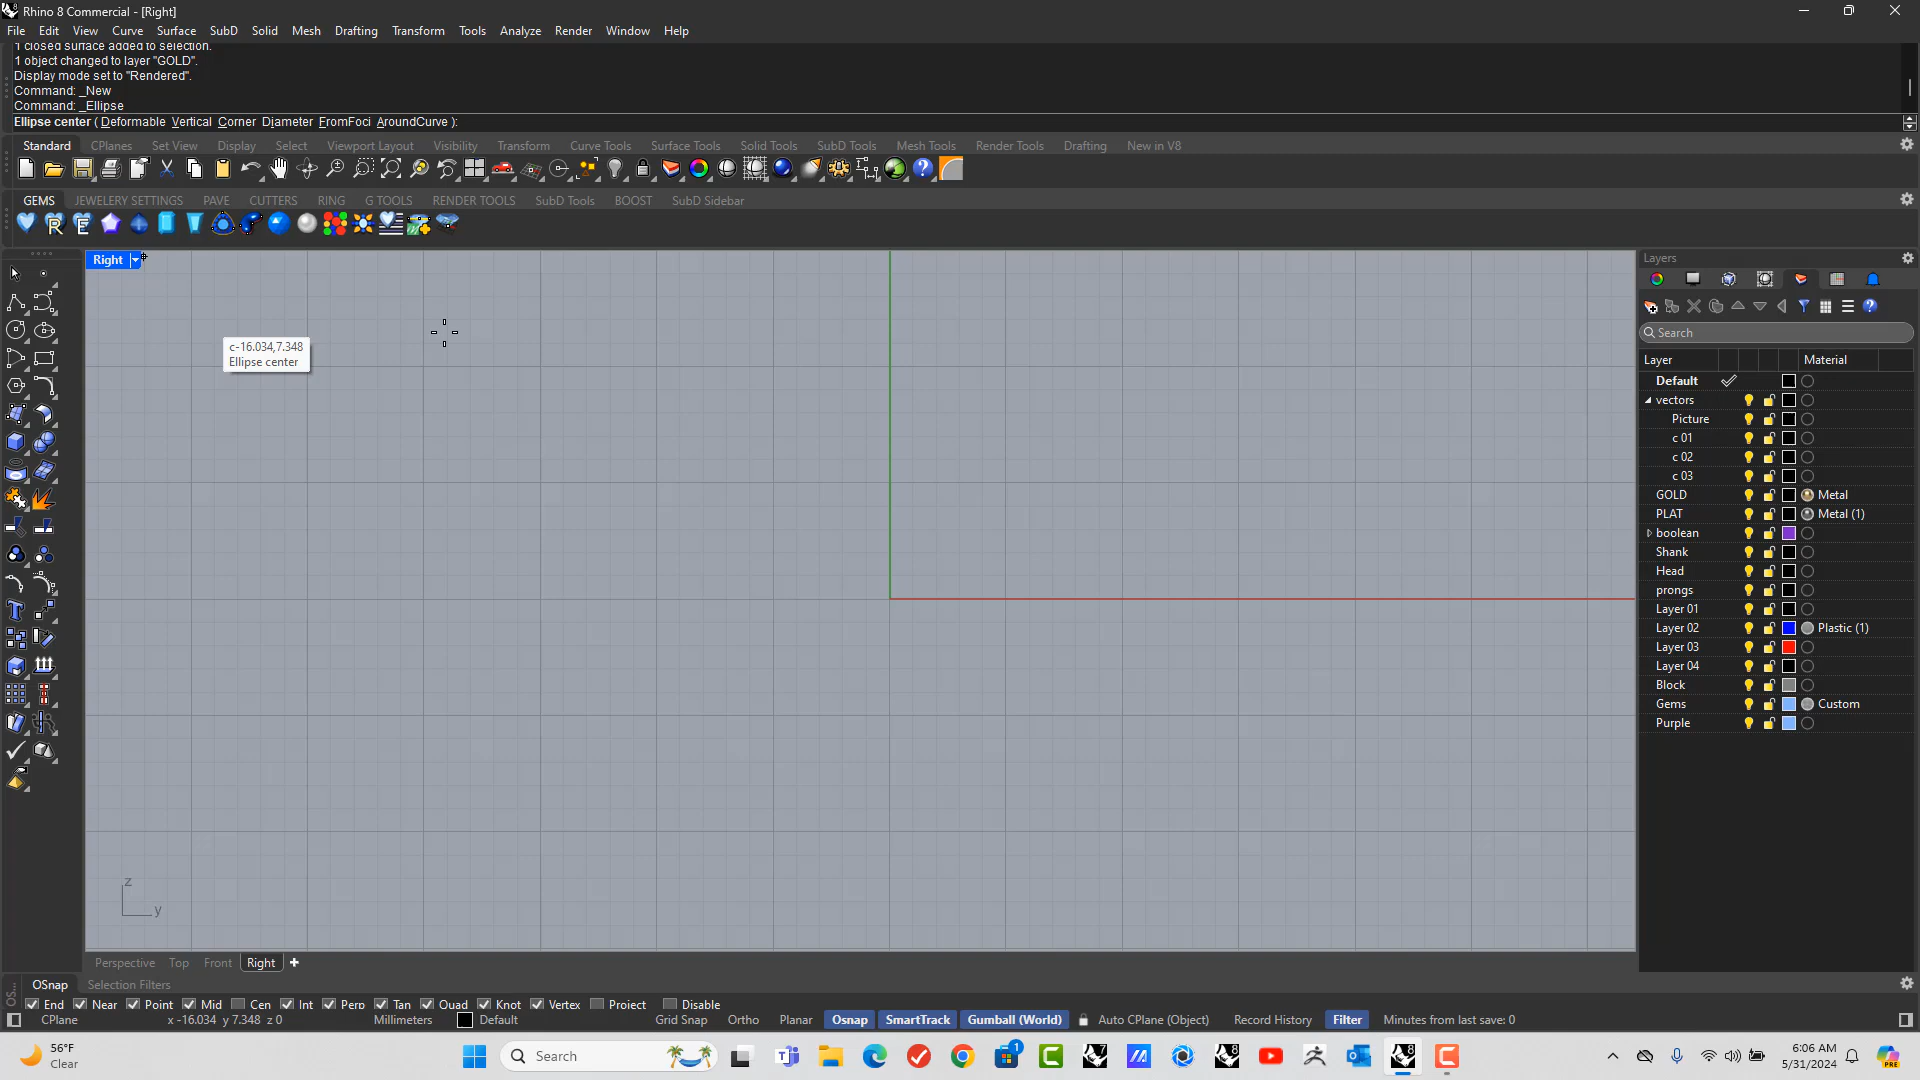 Rhino 8 Commercial - [Right]
File Edit View Curve Surface SubD Solid Mesh Drafting Transform Tools Analyze Render Window Help
1 closed surface added to selection.
1 object changed to layer "GOLD".
Display mode set to "Rendered".
Command: _New
Command: _Ellipse
Ellipse center ( Deformable Vertical Corner Diameter FromFoci AroundCurve ):
Standard CPlanes Set View Display Select Viewport Layout Visibility Transform Curve Tools Surface Tools Solid Tools SubD Tools Mesh Tools Render Tools Drafting New in V8
GEMS JEWELERY SETTINGS PAVE CUTTERS RING G TOOLS RENDER TOOLS SubD Tools BOOST SubD Sidebar
Right
c-16.034,7.348
Ellipse center
z
y
Layers
Search
Layer Material
Default
vectors
Picture
c 01
c 02
c 03
GOLD Metal
PLAT Metal (1)
boolean
Shank
Head
prongs
Layer 01
Layer 02 Plastic (1)
Layer 03
Layer 04
Block
Gems Custom
Purple
Perspective Top Front Right
OSnap Selection Filters
End Near Point Mid Cen Int Perp Tan Quad Knot Vertex Project Disable
CPlane x -16.034 y 7.348 z 0 Millimeters Default Grid Snap Ortho Planar Osnap SmartTrack Gumball (World) Auto CPlane (Object) Record History Filter Minutes from last save: 0
56°F
Clear
Search
6:06 AM
5/31/2024